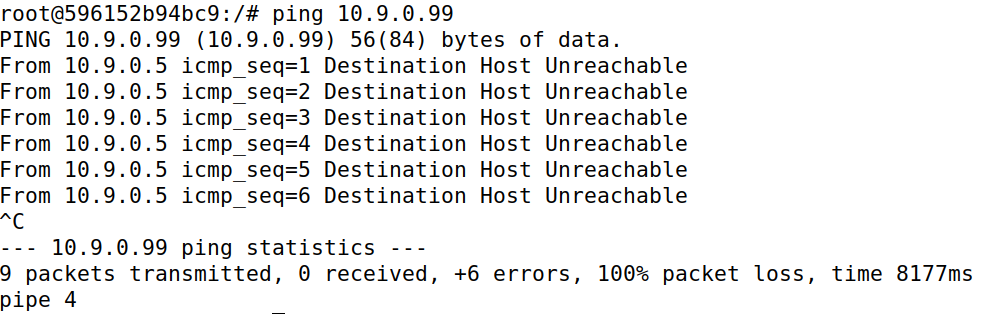 root@596152b94bc9:/# ping 10.9.0.99
PING 10.9.0.99 (10.9.0.99) 56(84) bytes of data.
From 10.9.0.5 icmp_seq=1 Destination Host Unreachable
From 10.9.0.5 icmp_seq=2 Destination Host Unreachable
From 10.9.0.5 icmp_seq=3 Destination Host Unreachable
From 10.9.0.5 icmp_seq=4 Destination Host Unreachable
From 10.9.0.5 icmp_seq=5 Destination Host Unreachable
From 10.9.0.5 icmp_seq=6 Destination Host Unreachable
^C
--- 10.9.0.99 ping statistics ---
9 packets transmitted, 0 received, +6 errors, 100% packet loss, time 8177ms
pipe 4